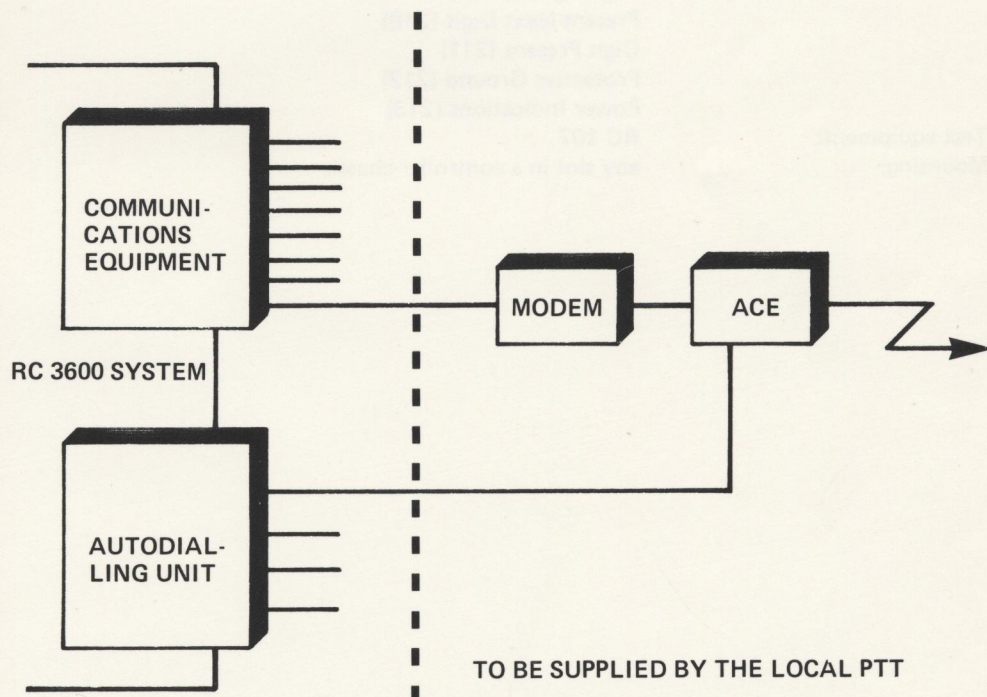 COMMUNI-
CATIONS
EQUIPMENT
MODEM
ACE
RC 3600 SYSTEM
AUTODIAL-
LING UNIT
TO BE SUPPLIED BY THE LOCAL PTT